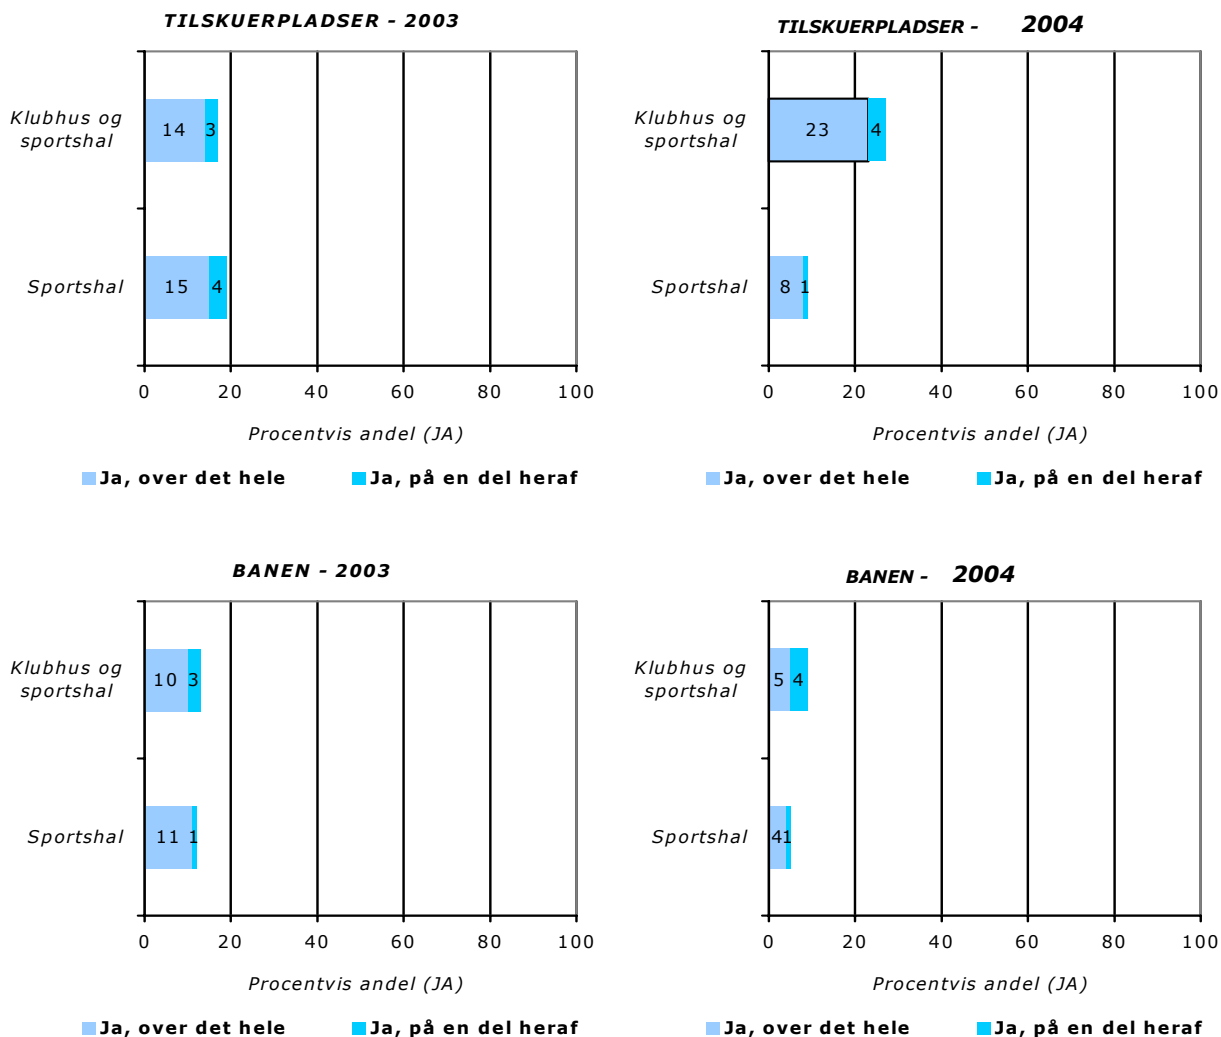 TILSKUERPLADSER - 2003
Klubhus og
sportshal
14 3
Sportshal
15 4
0 20 40 60 80 100
Procentvis andel (JA)
Ja, over det hele Ja, på en del heraf
TILSKUERPLADSER - 2004
Klubhus og
sportshal
23 4
Sportshal
8 1
0 20 40 60 80 100
Procentvis andel (JA)
Ja, over det hele Ja, på en del heraf
BANEN - 2003
Klubhus og
sportshal
10 3
Sportshal
11 1
0 20 40 60 80 100
Procentvis andel (JA)
Ja, over det hele Ja, på en del heraf
BANEN - 2004
Klubhus og
sportshal
5 4
Sportshal
4 1
0 20 40 60 80 100
Procentvis andel (JA)
Ja, over det hele Ja, på en del heraf